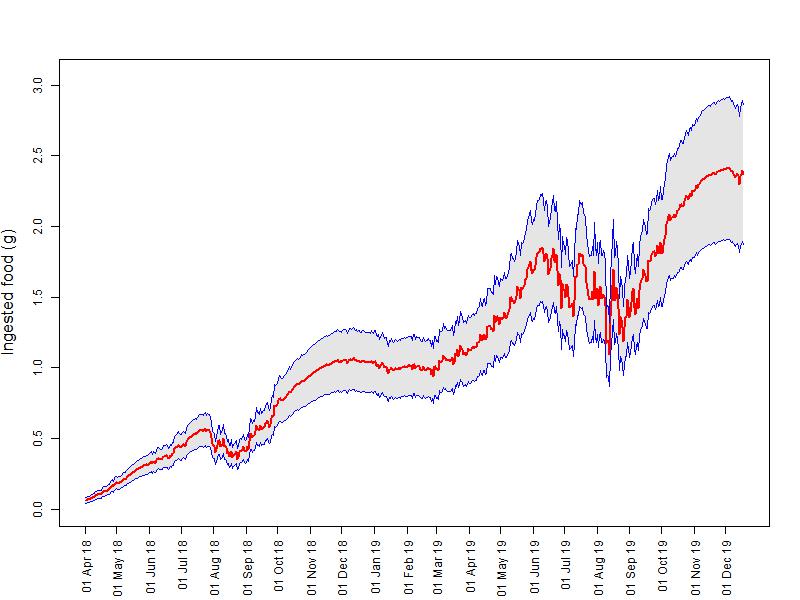 Ingested food (g)
3.0
2.5
2.0
1.5
1.0
0.5
0.0
01 Apr 18
01 May 18
01 Jun 18
01 Jul 18
01 Aug 18
01 Sep 18
01 Oct 18
01 Nov 18
01 Dec 18
01 Jan 19
01 Feb 19
01 Mar 19
01 Apr 19
01 May 19
01 Jun 19
01 Jul 19
01 Aug 19
01 Sep 19
01 Oct 19
01 Nov 19
01 Dec 19